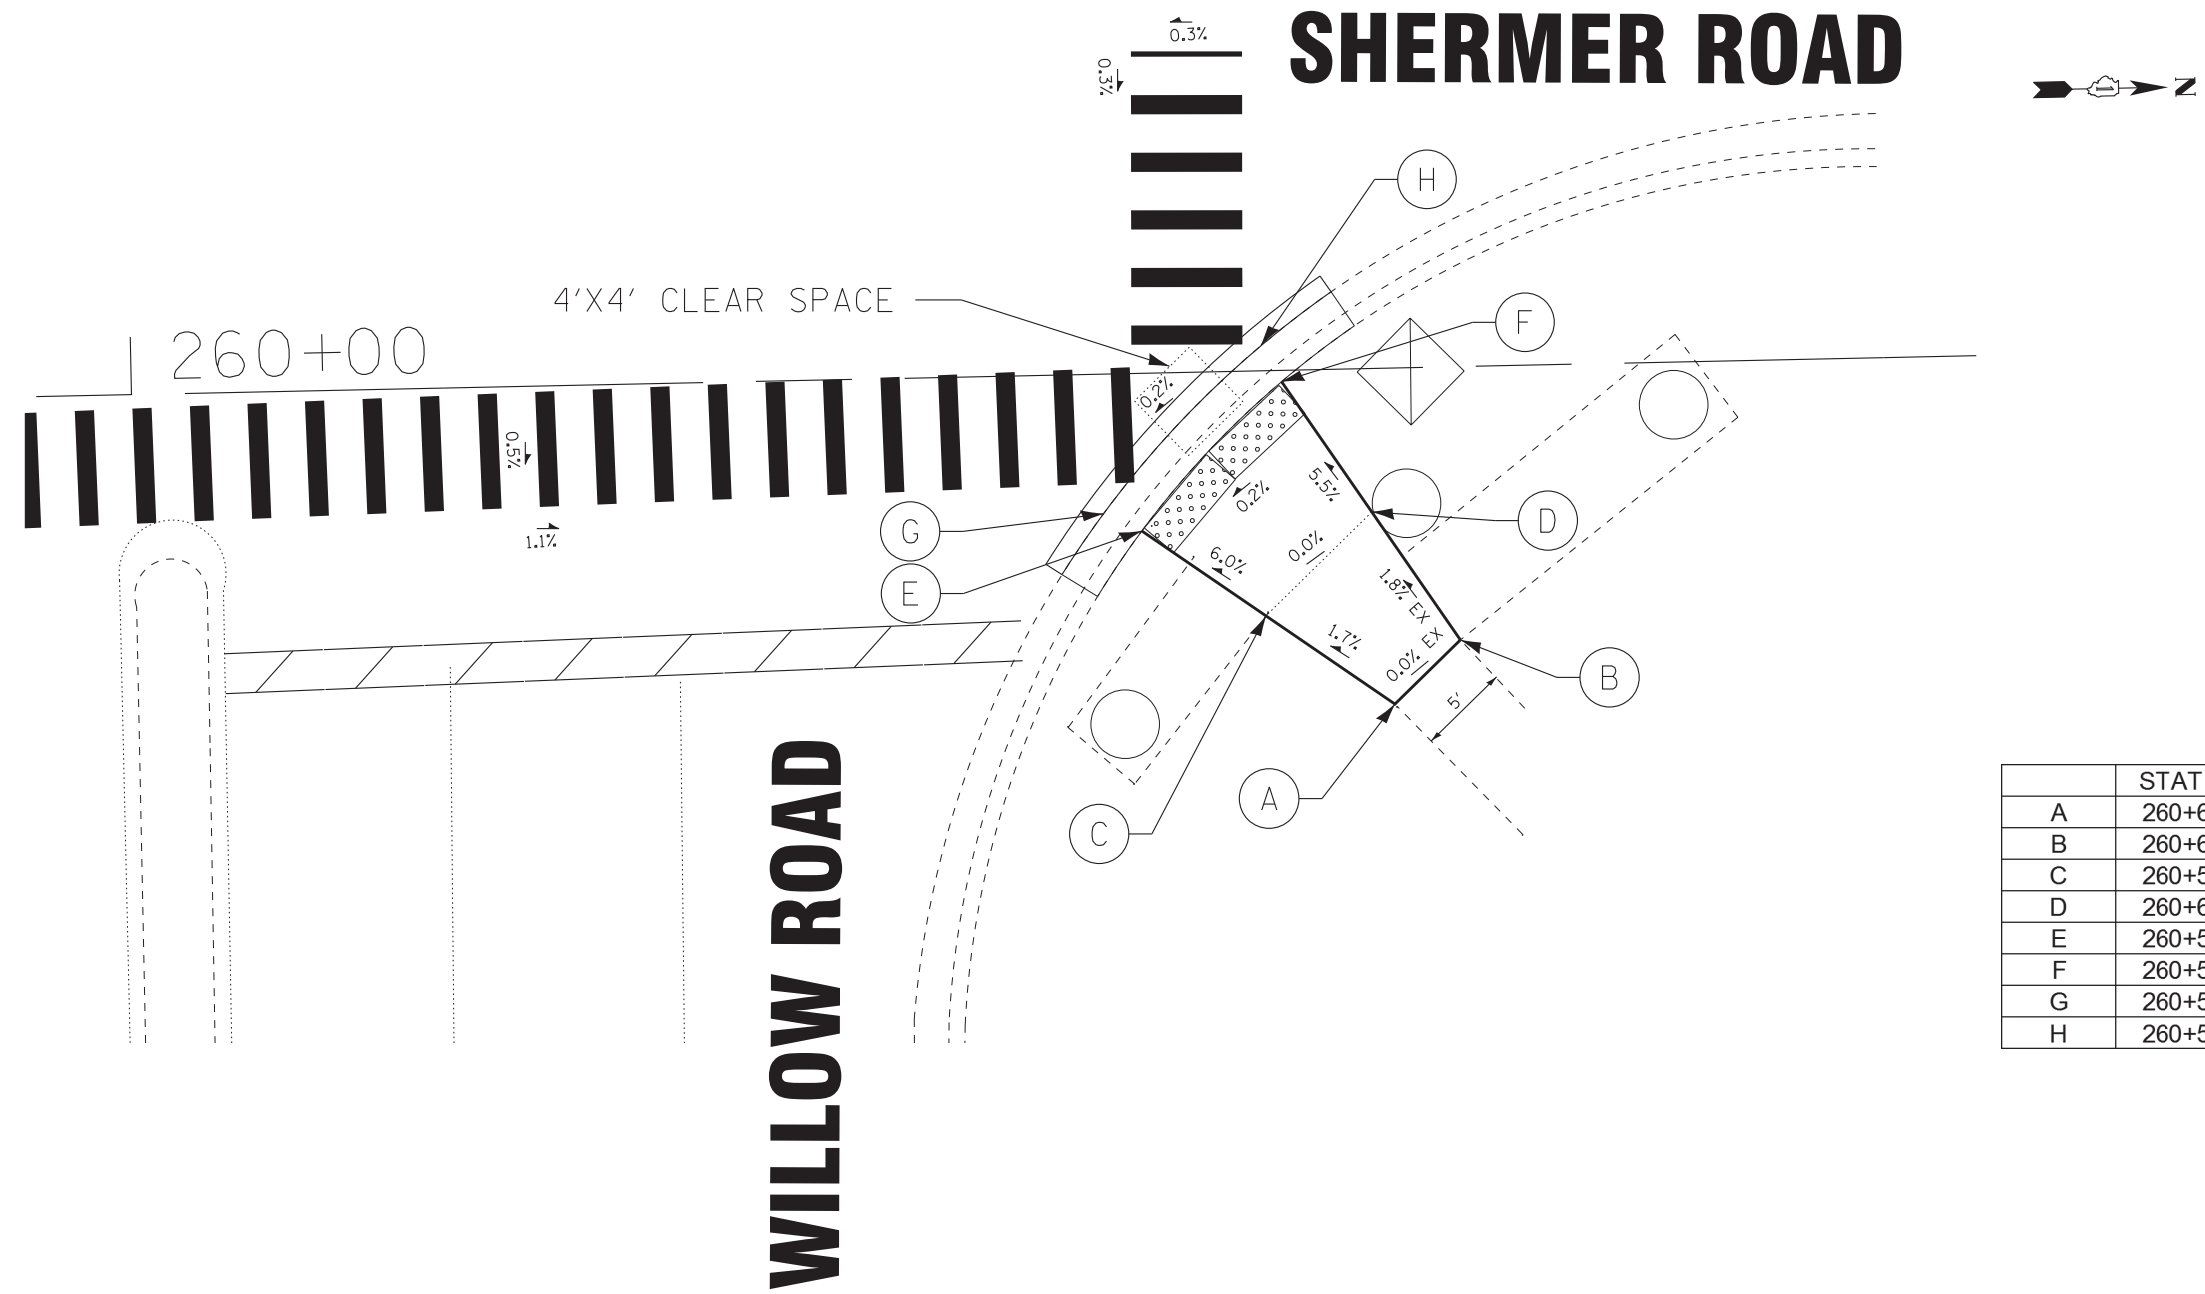 SHERMER ROAD
0.3%
0.3%
N
H
4'X4' CLEAR SPACE
F
260+00
0.2%
0.5%
1.1%
G
E
0.2%
5.5%
D
6.0%
0.0%
1.8% EX
1.7%
0.0% EX
B
5'
A
C
WILLOW ROAD
STAT
A 260+6
B 260+6
C 260+5
D 260+6
E 260+5
F 260+5
G 260+5
H 260+5